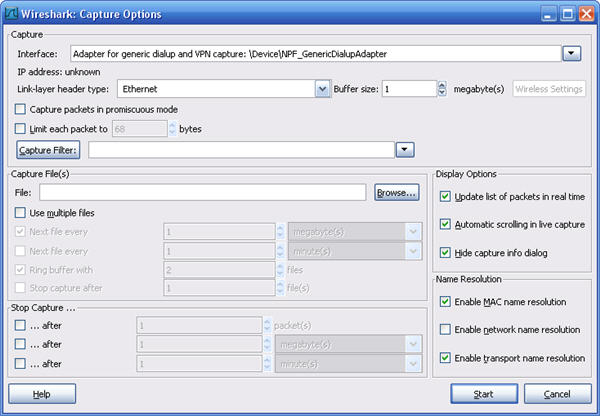 Wireshark: Capture Options
Capture
Interface: Adapter for generic dialup and VPN capture: \Device\NPF_GenericDialupAdapter
IP address: unknown
Link-layer header type: Ethernet Buffer size: 1 megabyte(s) Wireless Settings
Capture packets in promiscuous mode
Limit each packet to 68 bytes
Capture Filter:
Capture File(s)
File: Browse...
Use multiple files
Next file every 1 megabyte(s)
Next file every 1 minute(s)
Ring buffer with 2 files
Stop capture after 1 file(s)
Display Options
Update list of packets in real time
Automatic scrolling in live capture
Hide capture info dialog
Stop Capture ...
... after 1 packet(s)
... after 1 megabyte(s)
... after 1 minute(s)
Name Resolution
Enable MAC name resolution
Enable network name resolution
Enable transport name resolution
Help Start Cancel